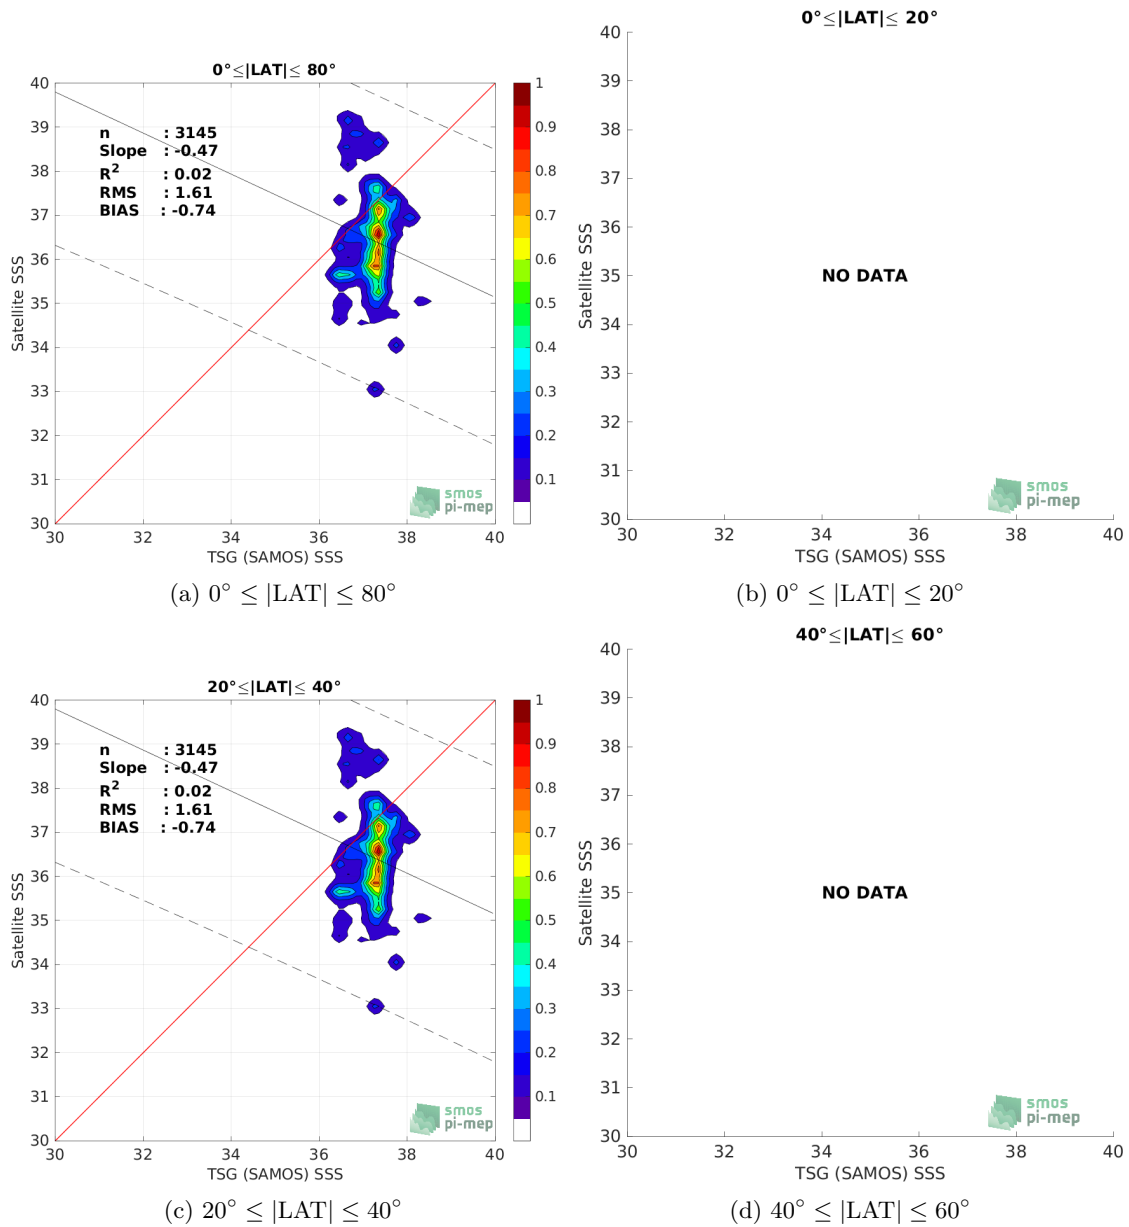 0°≤|LAT|≤ 80°
n : 3145
Slope : -0.47
R² : 0.02
RMS : 1.61
BIAS : -0.74
40
39
38
37
36
35
34
33
32
31
30
Satellite SSS
30 32 34 36 38 40
TSG (SAMOS) SSS
1
0.9
0.8
0.7
0.6
0.5
0.4
0.3
0.2
0.1
smos
pi-mep
(a) 0° ≤ |LAT| ≤ 80°
0°≤|LAT|≤ 20°
40
39
38
37
36
35
34
33
32
31
30
Satellite SSS
NO DATA
smos
pi-mep
30 32 34 36 38 40
TSG (SAMOS) SSS
(b) 0° ≤ |LAT| ≤ 20°
20°≤|LAT|≤ 40°
n : 3145
Slope : -0.47
R² : 0.02
RMS : 1.61
BIAS : -0.74
40
39
38
37
36
35
34
33
32
31
30
Satellite SSS
30 32 34 36 38 40
TSG (SAMOS) SSS
1
0.9
0.8
0.7
0.6
0.5
0.4
0.3
0.2
0.1
smos
pi-mep
(c) 20° ≤ |LAT| ≤ 40°
40°≤|LAT|≤ 60°
40
39
38
37
36
35
34
33
32
31
30
Satellite SSS
NO DATA
smos
pi-mep
30 32 34 36 38 40
TSG (SAMOS) SSS
(d) 40° ≤ |LAT| ≤ 60°